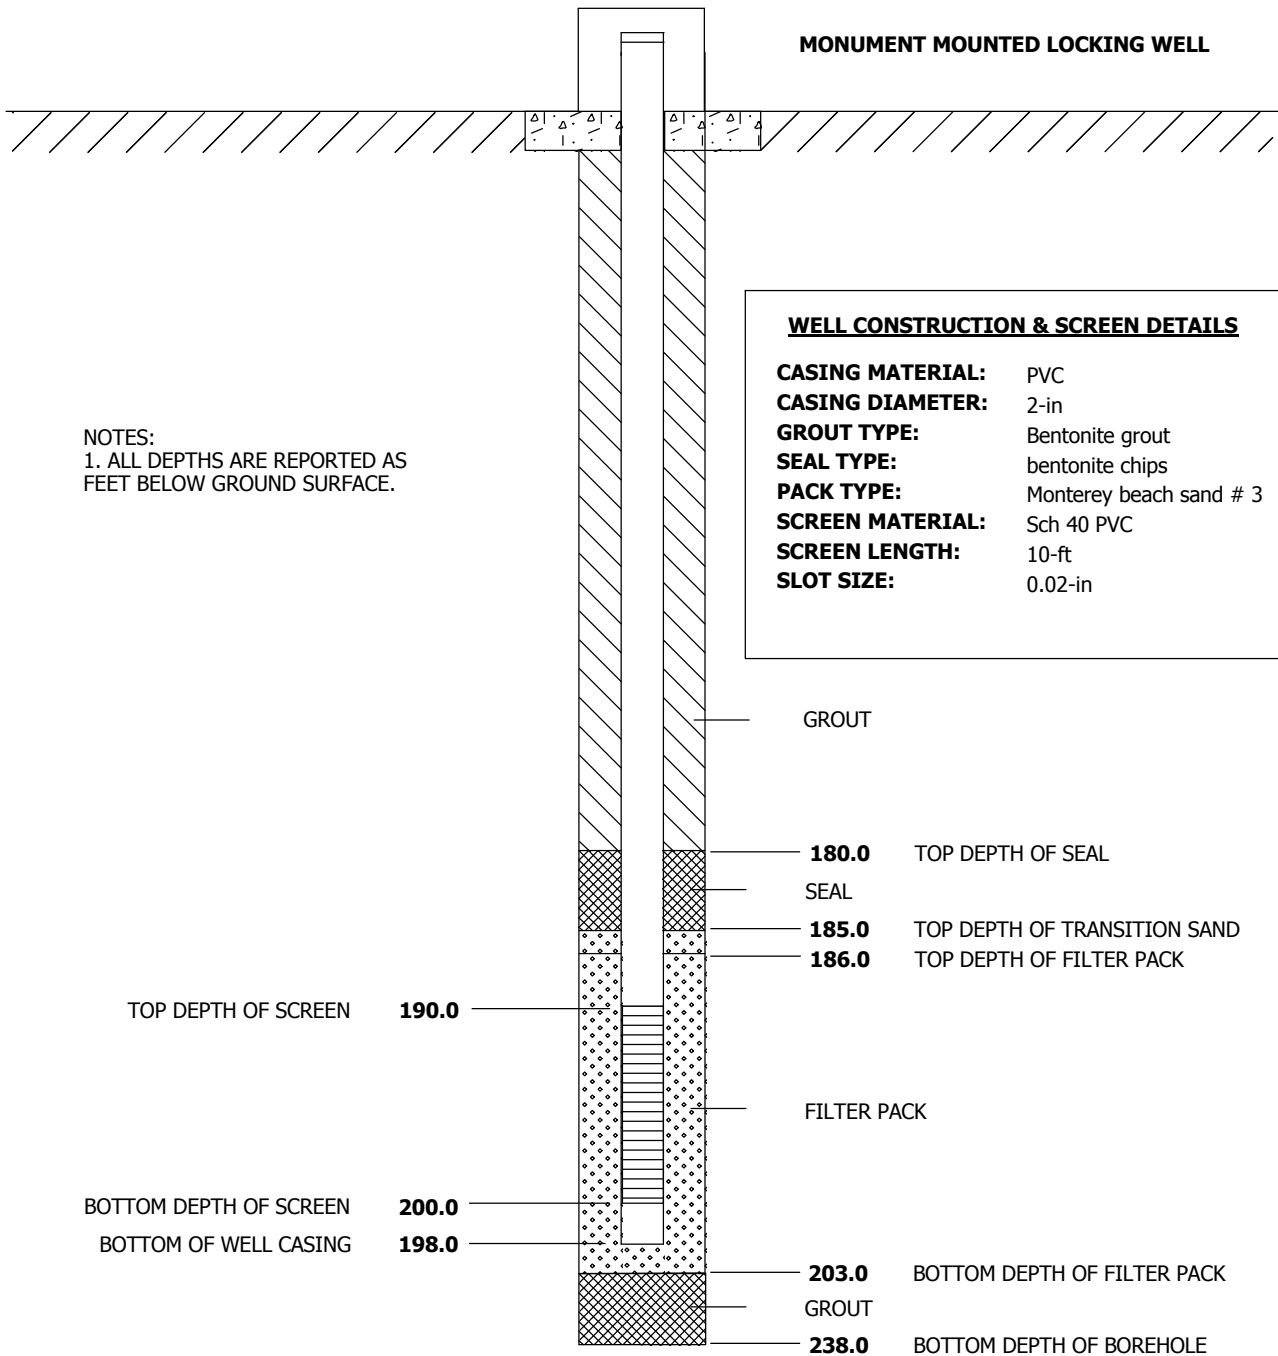 MONUMENT MOUNTED LOCKING WELL
WELL CONSTRUCTION & SCREEN DETAILS
CASING MATERIAL: PVC
CASING DIAMETER: 2-in
GROUT TYPE: Bentonite grout
SEAL TYPE: bentonite chips
PACK TYPE: Monterey beach sand # 3
SCREEN MATERIAL: Sch 40 PVC
SCREEN LENGTH: 10-ft
SLOT SIZE: 0.02-in
NOTES:
1. ALL DEPTHS ARE REPORTED AS
FEET BELOW GROUND SURFACE.
GROUT
180.0 TOP DEPTH OF SEAL
SEAL
185.0 TOP DEPTH OF TRANSITION SAND
186.0 TOP DEPTH OF FILTER PACK
TOP DEPTH OF SCREEN 190.0
FILTER PACK
BOTTOM DEPTH OF SCREEN 200.0
BOTTOM OF WELL CASING 198.0
203.0 BOTTOM DEPTH OF FILTER PACK
GROUT
238.0 BOTTOM DEPTH OF BOREHOLE